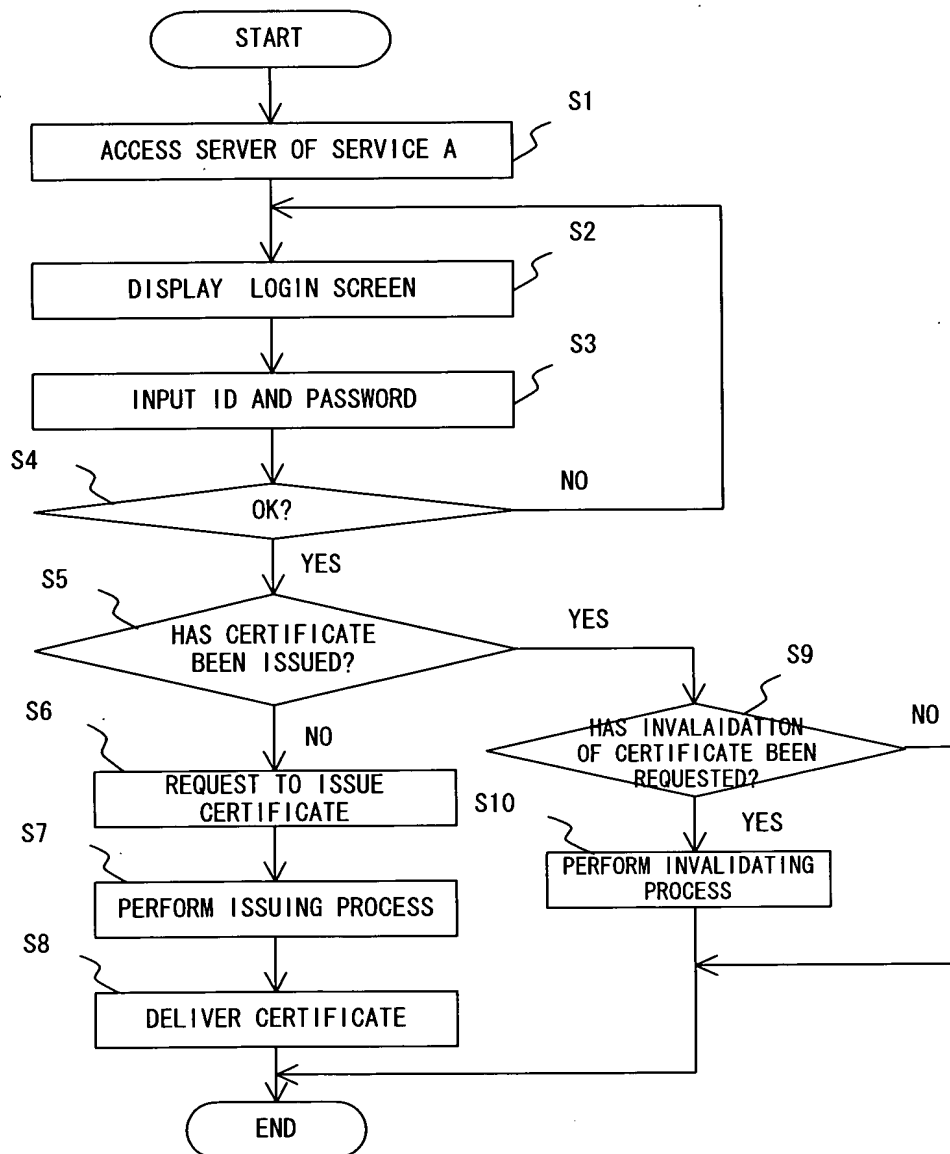 START
S1
ACCESS SERVER OF SERVICE A
S2
DISPLAY LOGIN SCREEN
S3
INPUT ID AND PASSWORD
S4
OK?
NO
YES
S5
HAS CERTIFICATE
BEEN ISSUED?
YES
NO
S9
HAS INVALAIDATION
OF CERTIFICATE BEEN
REQUESTED?
NO
YES
S6
REQUEST TO ISSUE
CERTIFICATE
S10
PERFORM INVALIDATING
PROCESS
S7
PERFORM ISSUING PROCESS
S8
DELIVER CERTIFICATE
END